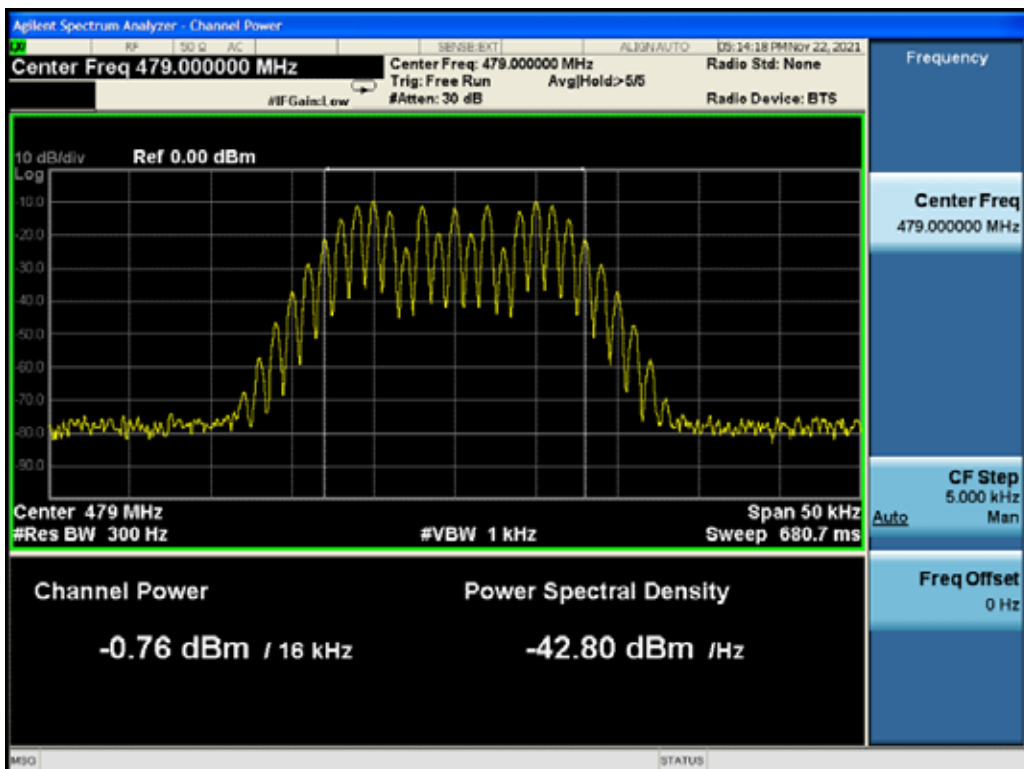 Agilent Spectrum Analyzer - Channel Power
LXI RF 50 Ω AC SENSE:EXT ALIGN AUTO 05:14:18 PM Nov 22, 2021
Center Freq 479.000000 MHz
Center Freq: 479.000000 MHz Radio Std: None
Trig: Free Run Avg|Hold:>5/5
#IFGain:Low #Atten: 30 dB Radio Device: BTS
10 dB/div Ref 0.00 dBm
Log
-10.0
-20.0
-30.0
-40.0
-50.0
-60.0
-70.0
-80.0
-90.0
Center 479 MHz Span 50 kHz
#Res BW 300 Hz #VBW 1 kHz Sweep 680.7 ms
Channel Power Power Spectral Density
-0.76 dBm / 16 kHz -42.80 dBm /Hz
Frequency
Center Freq
479.000000 MHz
CF Step
5.000 kHz
Auto Man
Freq Offset
0 Hz
MSG STATUS